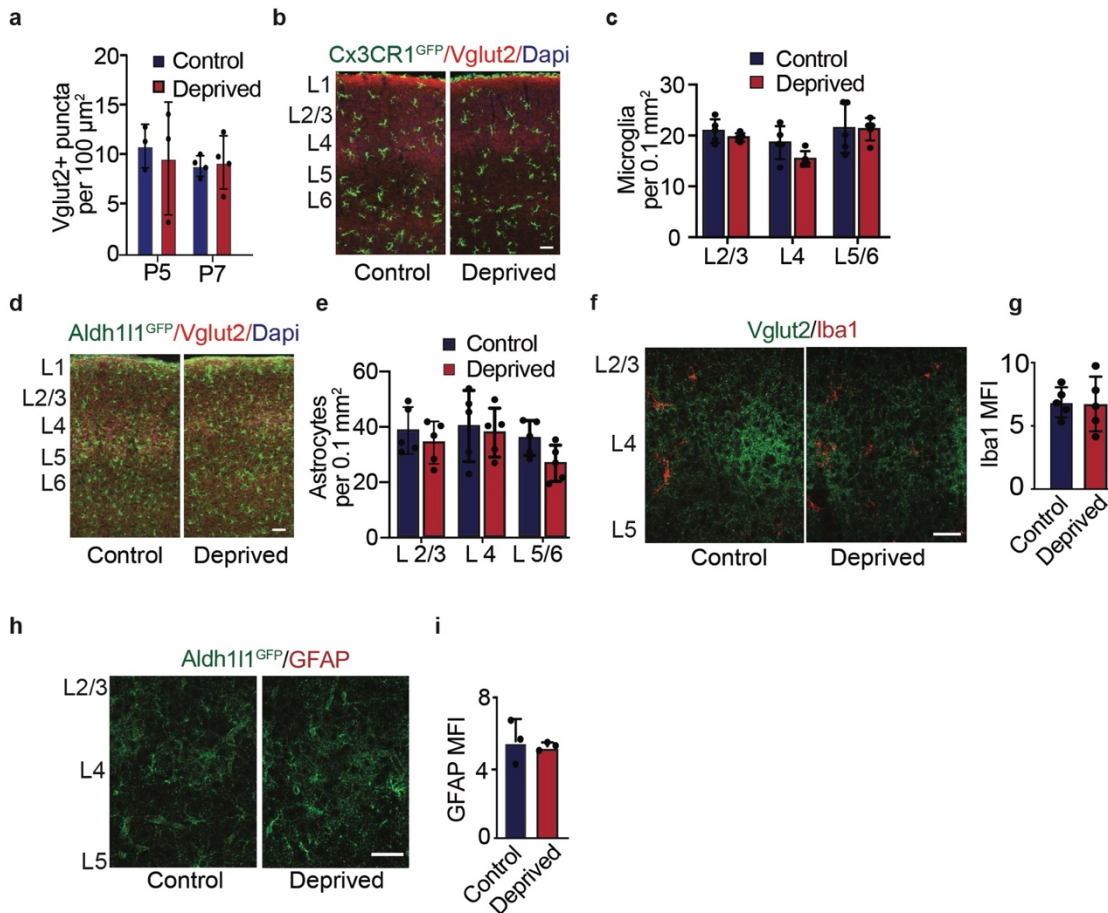 a
20
15
10
5
0
Vglut2+ puncta
per 100 µm²
Control
Deprived
P5
P7
b
Cx3CR1GFP/Vglut2/Dapi
L1
L2/3
L4
L5
L6
Control
Deprived
c
Control
Deprived
30
20
10
0
Microglia
per 0.1 mm²
L2/3
L4
L5/6
d
Aldh1l1GFP/Vglut2/Dapi
L1
L2/3
L4
L5
L6
Control
Deprived
e
Control
Deprived
60
40
20
0
Astrocytes
per 0.1 mm²
L 2/3
L 4
L 5/6
f
Vglut2/Iba1
L2/3
L4
L5
Control
Deprived
g
10
5
0
Iba1 MFI
Control
Deprived
h
Aldh1l1GFP/GFAP
L2/3
L4
L5
Control
Deprived
i
8
4
0
GFAP MFI
Control
Deprived